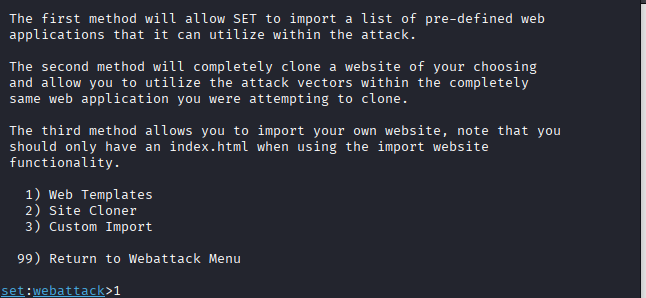 The first method will allow SET to import a list of pre-defined web
applications that it can utilize within the attack.
The second method will completely clone a website of your choosing
and allow you to utilize the attack vectors within the completely
same web application you were attempting to clone.
The third method allows you to import your own website, note that you
should only have an index.html when using the import website
functionality.
1) Web Templates
2) Site Cloner
3) Custom Import
99) Return to Webattack Menu
set:webattack>1